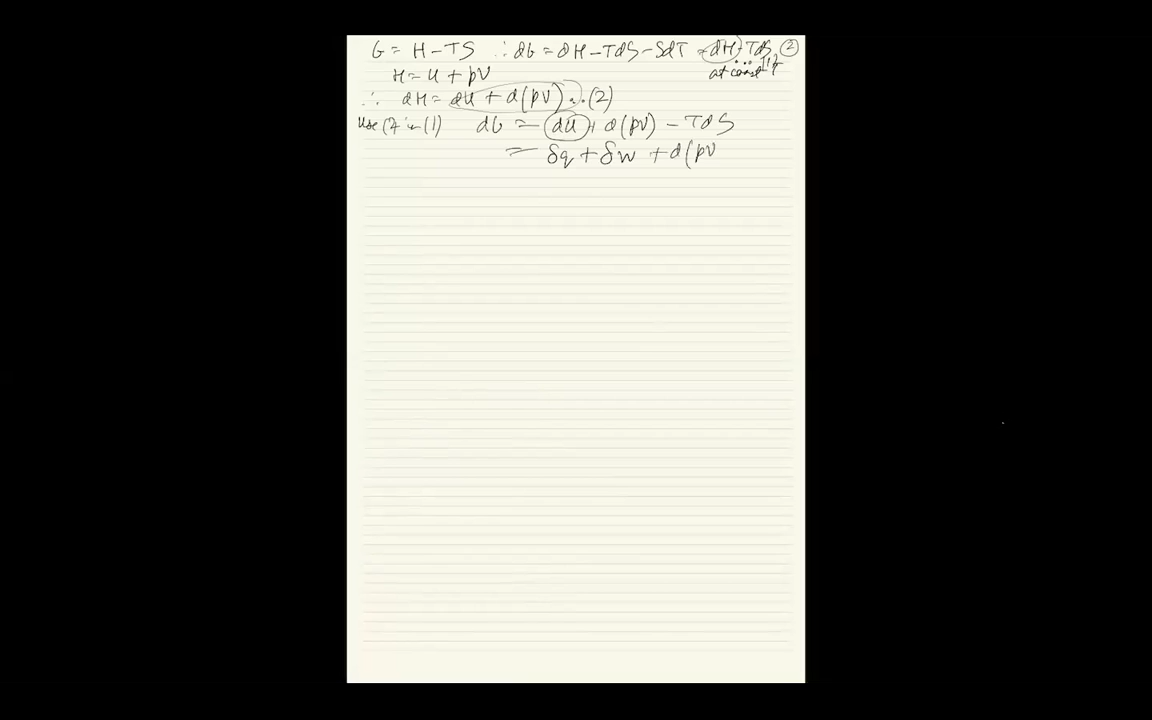 G = H - TS ∴ dG = dH - TdS - SdT = dH - TdS
H = U + pV at const T
∴ dH = dU + d(pV) ... (2)
Use (2) in (1) dG = dU + d(pV) - TdS
= δq + δw + d(pV